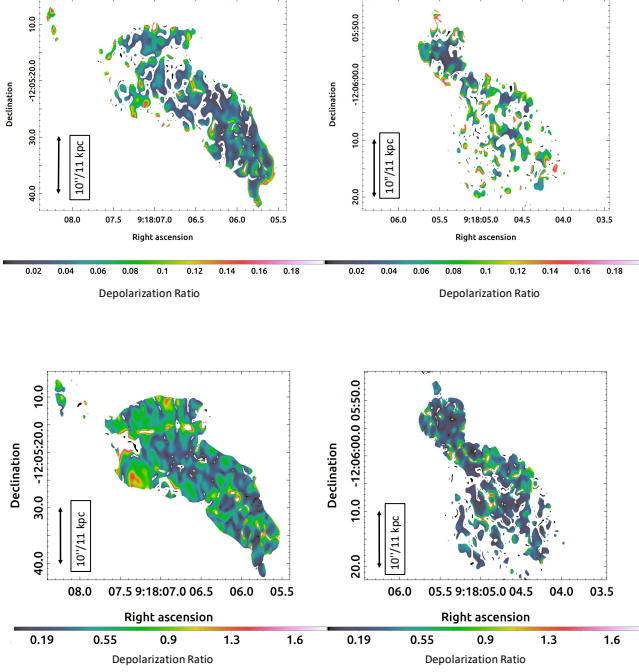 10.0
-12:05:20.0
30.0
40.0
Declination
10"/11 kpc
08.0 07.5 9:18:07.0 06.5 06.0 05.5
Right ascension
0.02 0.04 0.06 0.08 0.1 0.12 0.14 0.16 0.18
Depolarization Ratio
05:50.0
-12:06:00.0
10.0
20.0
Declination
10"/11 kpc
06.0 05.5 9:18:05.0 04.5 04.0 03.5
Right ascension
0.02 0.04 0.06 0.08 0.1 0.12 0.14 0.16 0.18
Depolarization Ratio
10.0
-12:05:20.0
30.0
40.0
Declination
10"/11 kpc
08.0 07.5 9:18:07.0 06.5 06.0 05.5
Right ascension
0.19 0.55 0.9 1.3 1.6
Depolarization Ratio
05:50.0
-12:06:00.0
10.0
20.0
Declination
10"/11 kpc
06.0 05.5 9:18:05.0 04.5 04.0 03.5
Right ascension
0.19 0.55 0.9 1.3 1.6
Depolarization Ratio